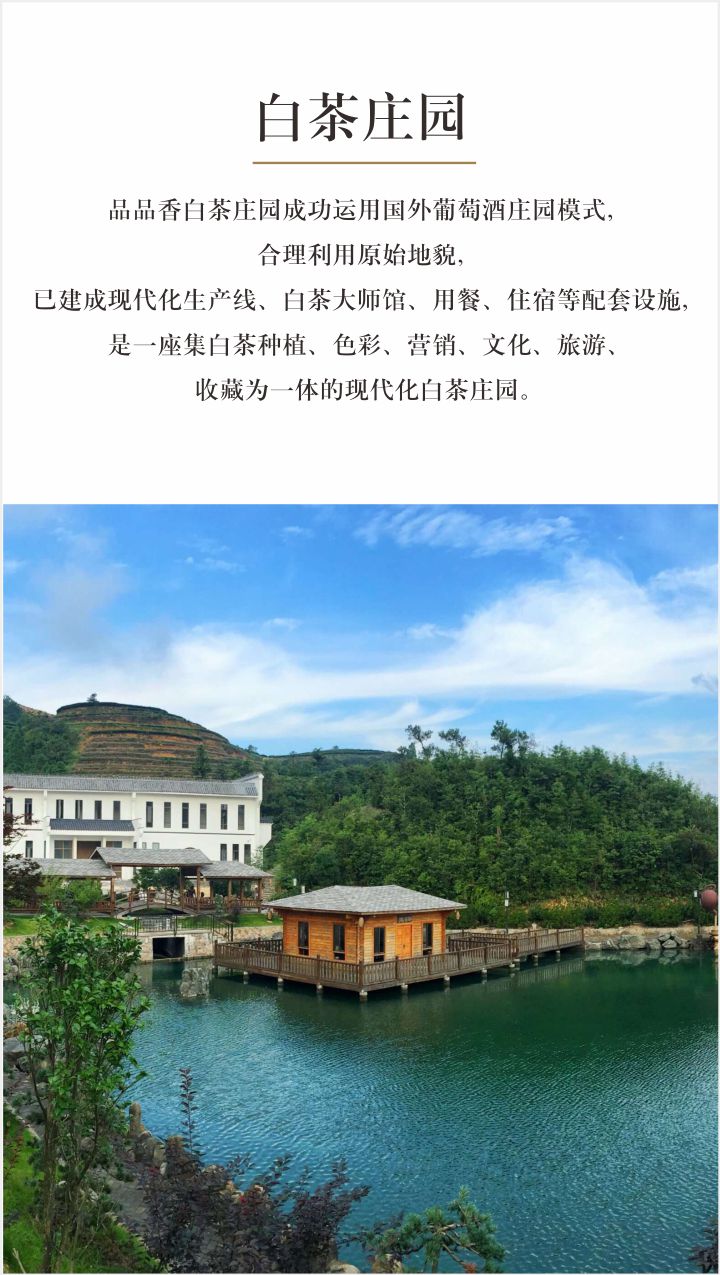 白茶庄园
品品香白茶庄园成功运用国外葡萄酒庄园模式,
合理利用原始地貌,
已建成现代化生产线、白茶大师馆、用餐、住宿等配套设施,
是一座集白茶种植、色彩、营销、文化、旅游、
收藏为一体的现代化白茶庄园。